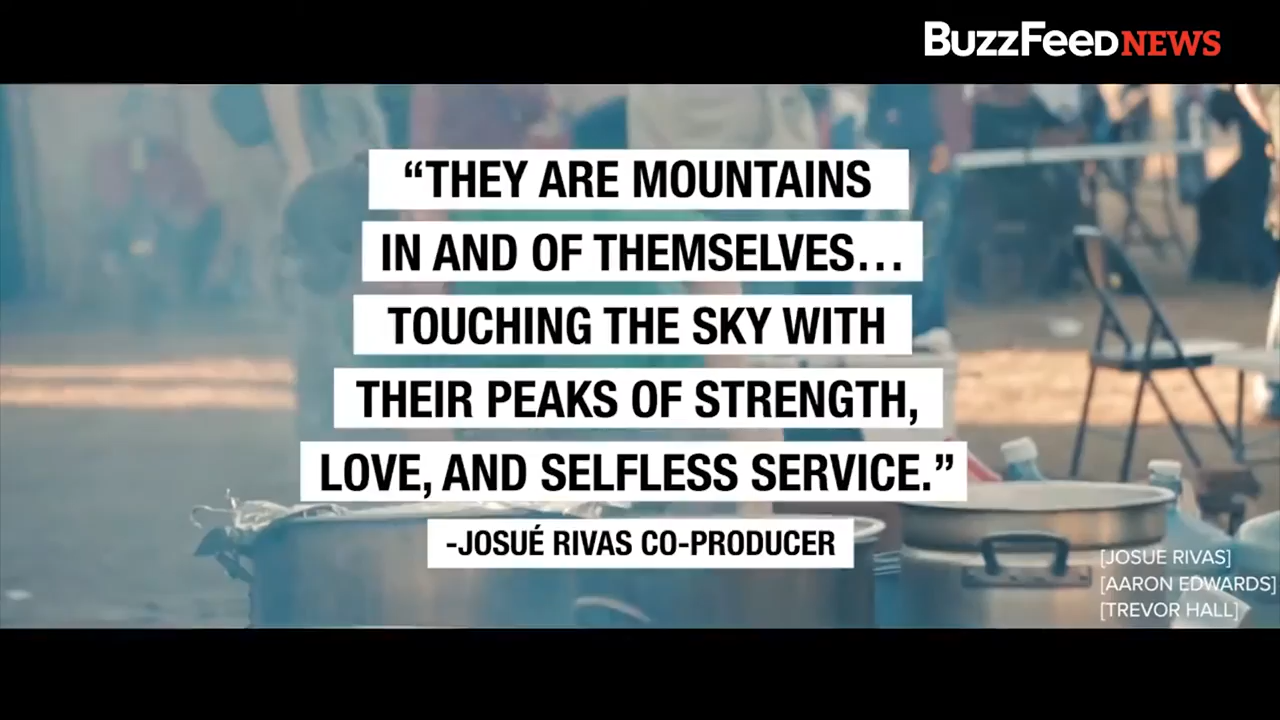 BuzzFeed NEWS
“THEY ARE MOUNTAINS
IN AND OF THEMSELVES...
TOUCHING THE SKY WITH
THEIR PEAKS OF STRENGTH,
LOVE, AND SELFLESS SERVICE.”
-JOSUÉ RIVAS CO-PRODUCER
[JOSUE RIVAS]
[AARON EDWARDS]
[TREVOR HALL]